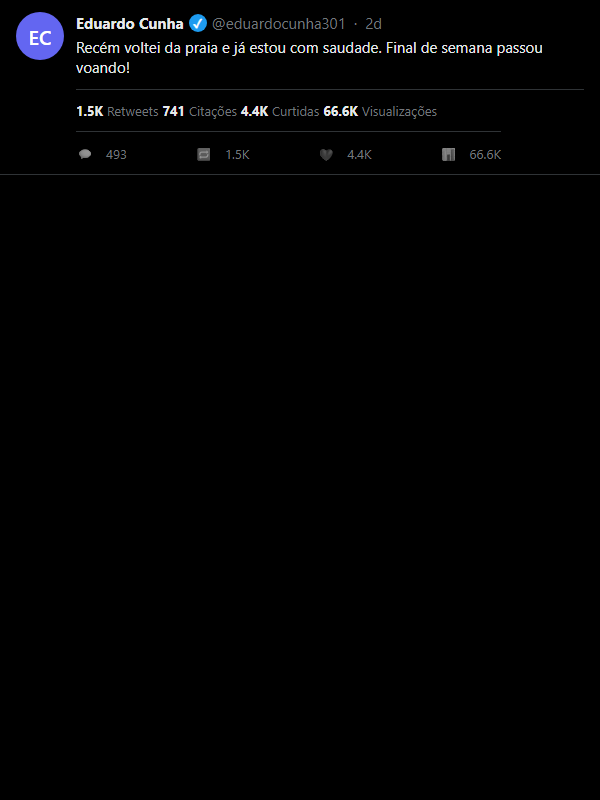 EC
Eduardo Cunha @eduardocunha301 · 2d
Recém voltei da praia e já estou com saudade. Final de semana passou
voando!
1.5K Retweets 741 Citações 4.4K Curtidas 66.6K Visualizações
493 1.5K 4.4K 66.6K